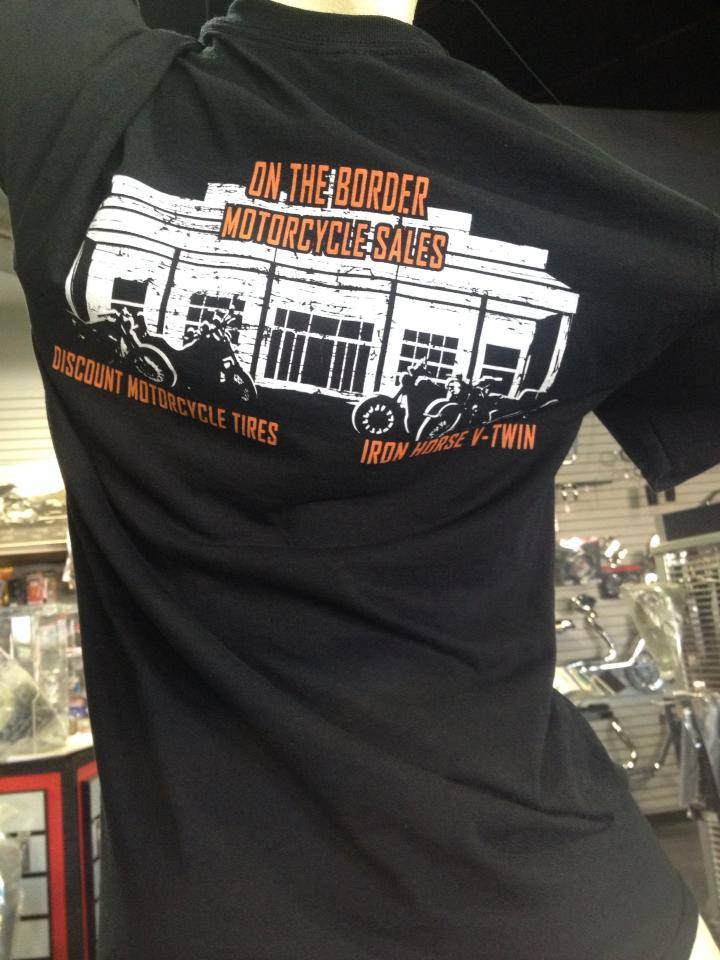 ON THE BORDER
MOTORCYCLE SALES
DISCOUNT MOTORCYCLE TIRES
IRON HORSE V-TWIN